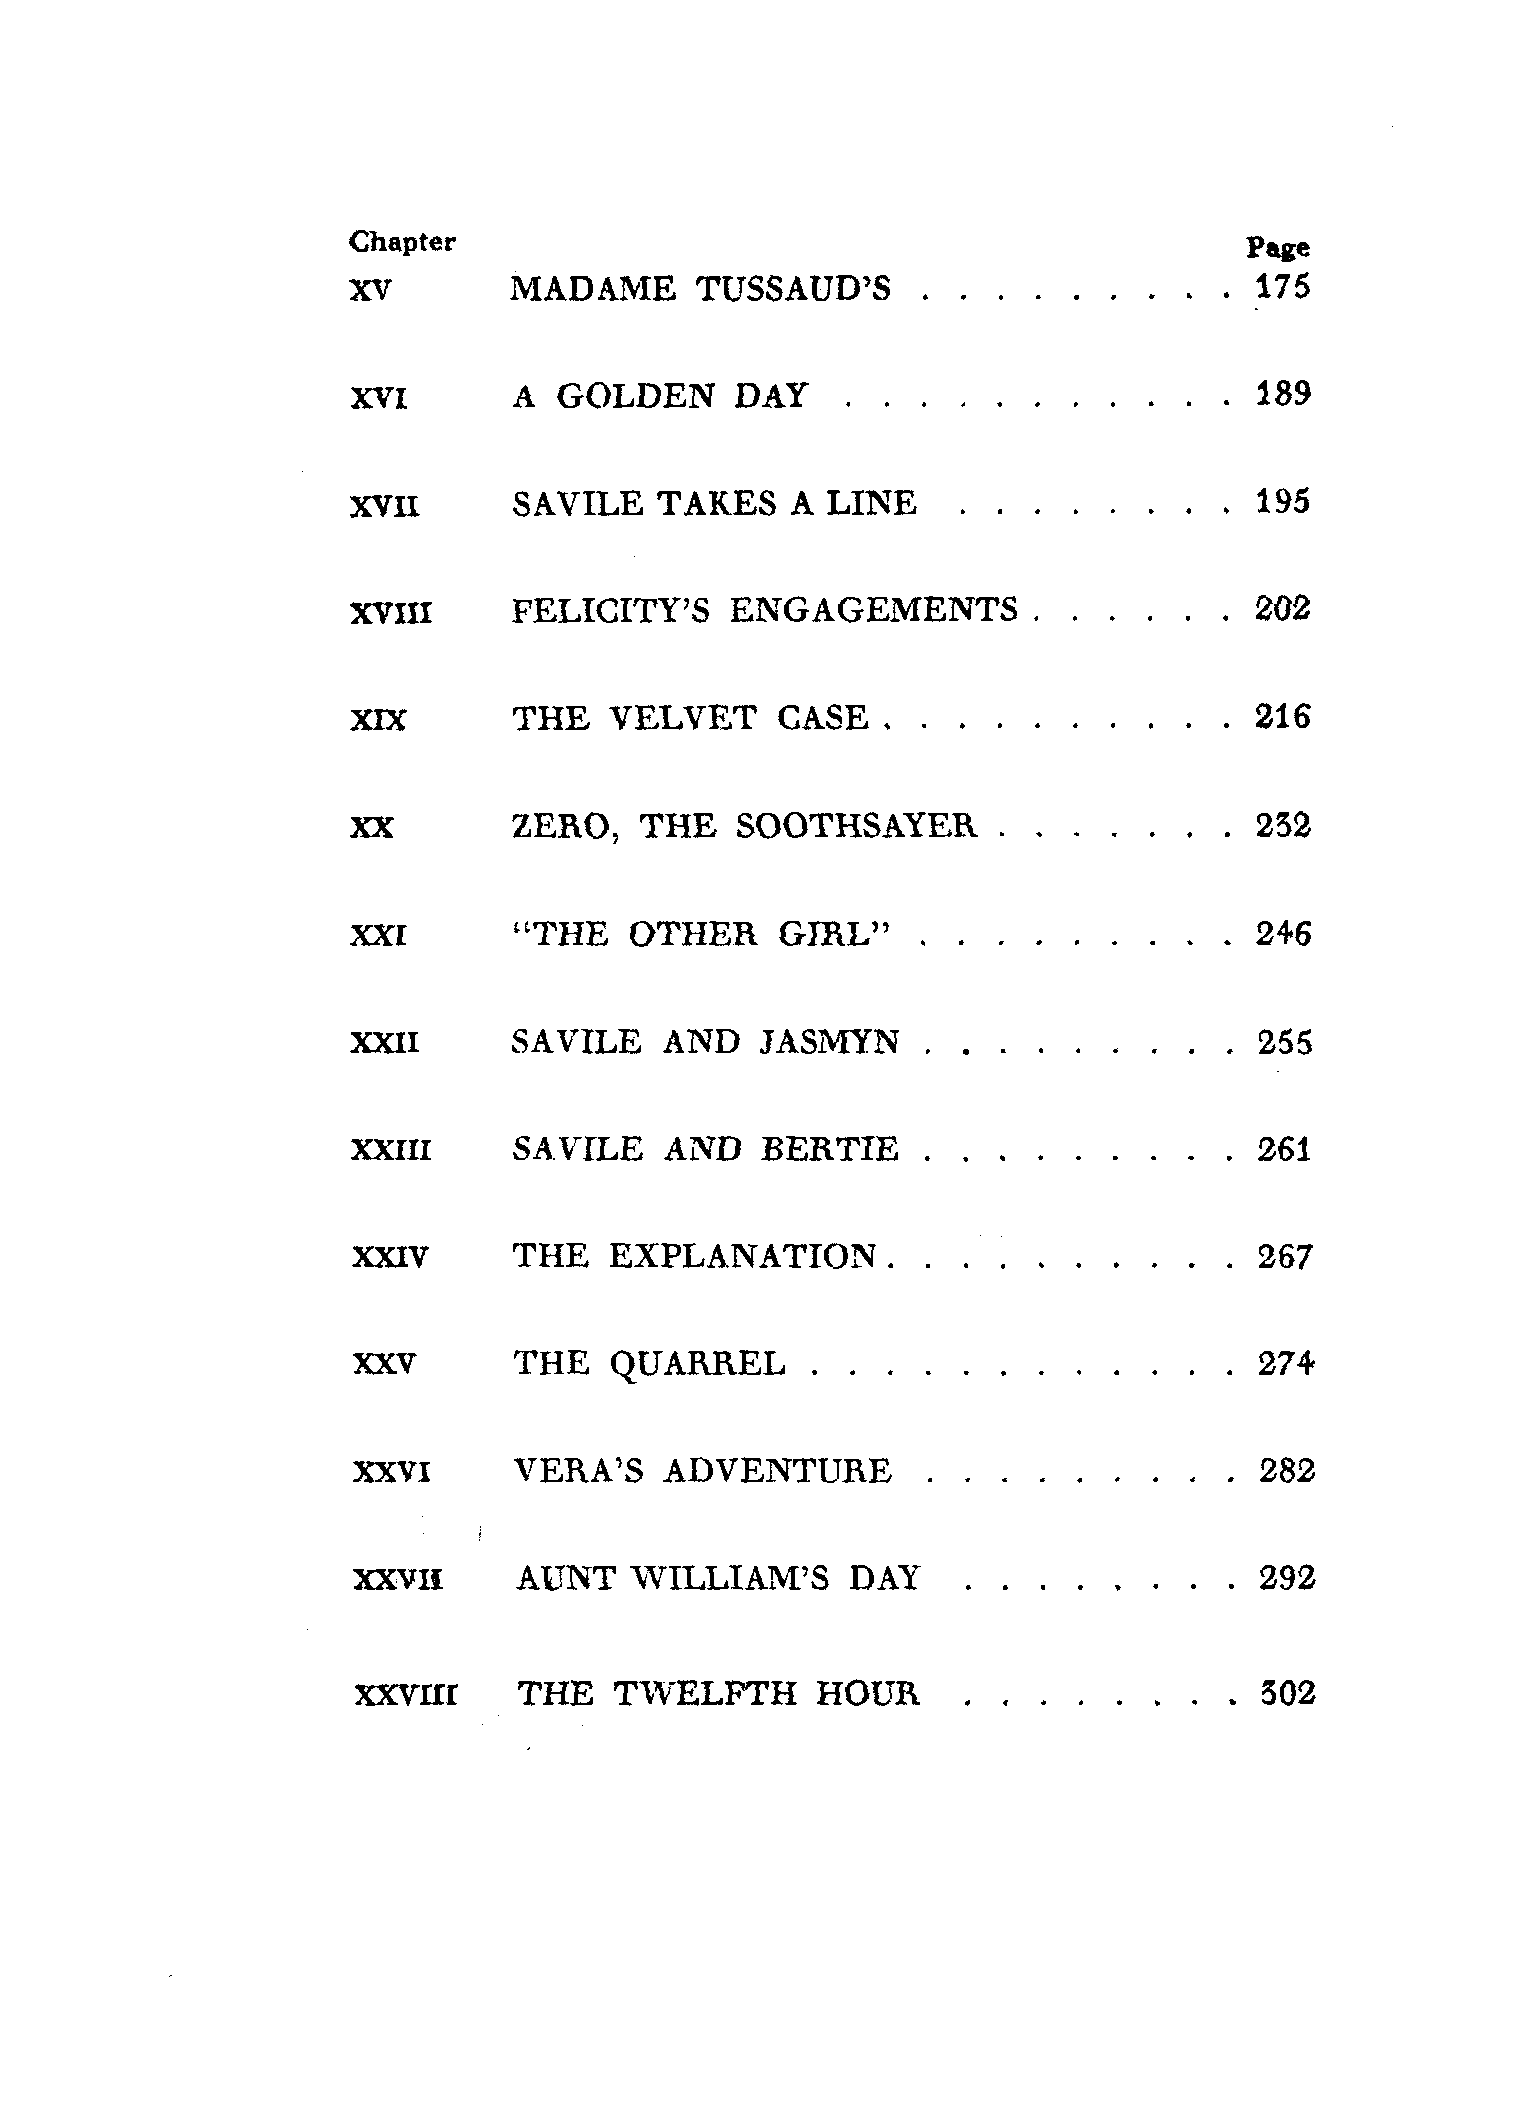 Chapter Page
XV MADAME TUSSAUD'S . . . . . . . . . 175
XVI A GOLDEN DAY . . . . . . . . . . . 189
XVII SAVILE TAKES A LINE . . . . . . . . 195
XVIII FELICITY'S ENGAGEMENTS . . . . . . 202
XIX THE VELVET CASE . . . . . . . . . . 216
XX ZERO, THE SOOTHSAYER . . . . . . . 232
XXI "THE OTHER GIRL" . . . . . . . . . 246
XXII SAVILE AND JASMYN . . . . . . . . . 255
XXIII SAVILE AND BERTIE . . . . . . . . . 261
XXIV THE EXPLANATION . . . . . . . . . . 267
XXV THE QUARREL . . . . . . . . . . . . 274
XXVI VERA'S ADVENTURE . . . . . . . . . 282
XXVII AUNT WILLIAM'S DAY . . . . . . . . 292
XXVIII THE TWELFTH HOUR . . . . . . . . 302